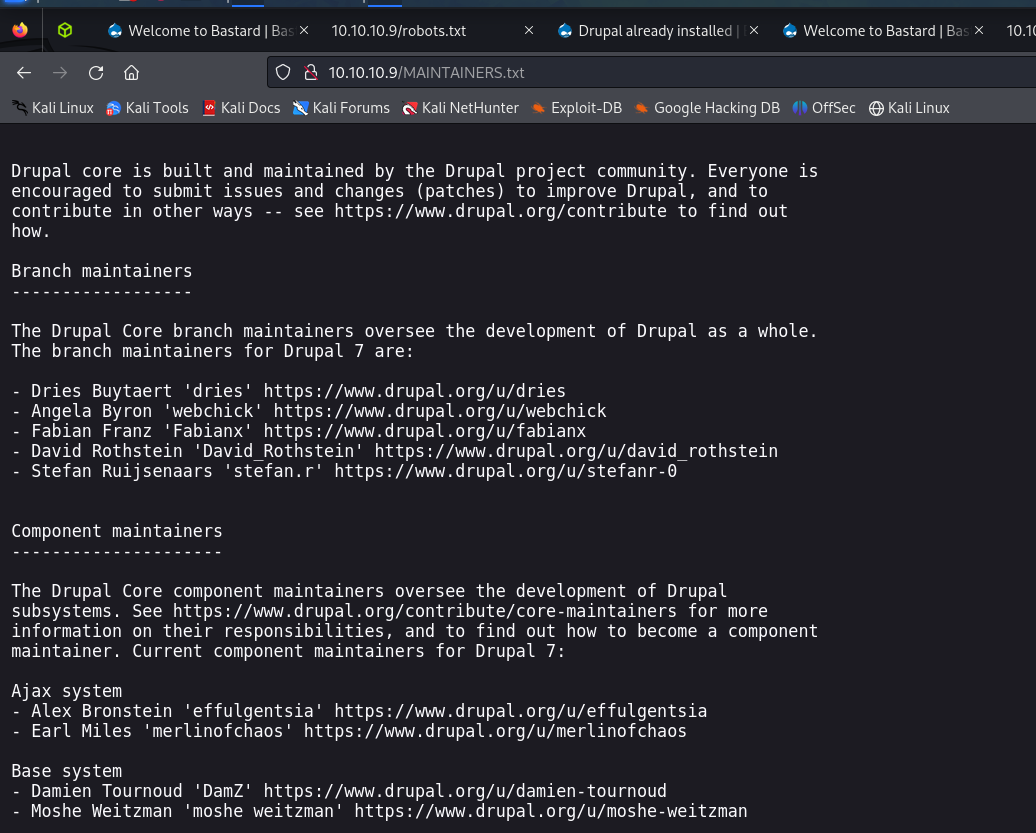 Welcome to Bastard | Bas
10.10.10.9/robots.txt
Drupal already installed |
Welcome to Bastard | Bas
10.10.10.9/MAINTAINERS.txt
Kali Linux
Kali Tools
Kali Docs
Kali Forums
Kali NetHunter
Exploit-DB
Google Hacking DB
OffSec
Kali Linux
Drupal core is built and maintained by the Drupal project community. Everyone is
encouraged to submit issues and changes (patches) to improve Drupal, and to
contribute in other ways -- see https://www.drupal.org/contribute to find out
how.
Branch maintainers
------------------
The Drupal Core branch maintainers oversee the development of Drupal as a whole.
The branch maintainers for Drupal 7 are:
- Dries Buytaert 'dries' https://www.drupal.org/u/dries
- Angela Byron 'webchick' https://www.drupal.org/u/webchick
- Fabian Franz 'Fabianx' https://www.drupal.org/u/fabianx
- David Rothstein 'David_Rothstein' https://www.drupal.org/u/david_rothstein
- Stefan Ruijsenaars 'stefan.r' https://www.drupal.org/u/stefanr-0
Component maintainers
---------------------
The Drupal Core component maintainers oversee the development of Drupal
subsystems. See https://www.drupal.org/contribute/core-maintainers for more
information on their responsibilities, and to find out how to become a component
maintainer. Current component maintainers for Drupal 7:
Ajax system
- Alex Bronstein 'effulgentsia' https://www.drupal.org/u/effulgentsia
- Earl Miles 'merlinofchaos' https://www.drupal.org/u/merlinofchaos
Base system
- Damien Tournoud 'DamZ' https://www.drupal.org/u/damien-tournoud
- Moshe Weitzman 'moshe weitzman' https://www.drupal.org/u/moshe-weitzman